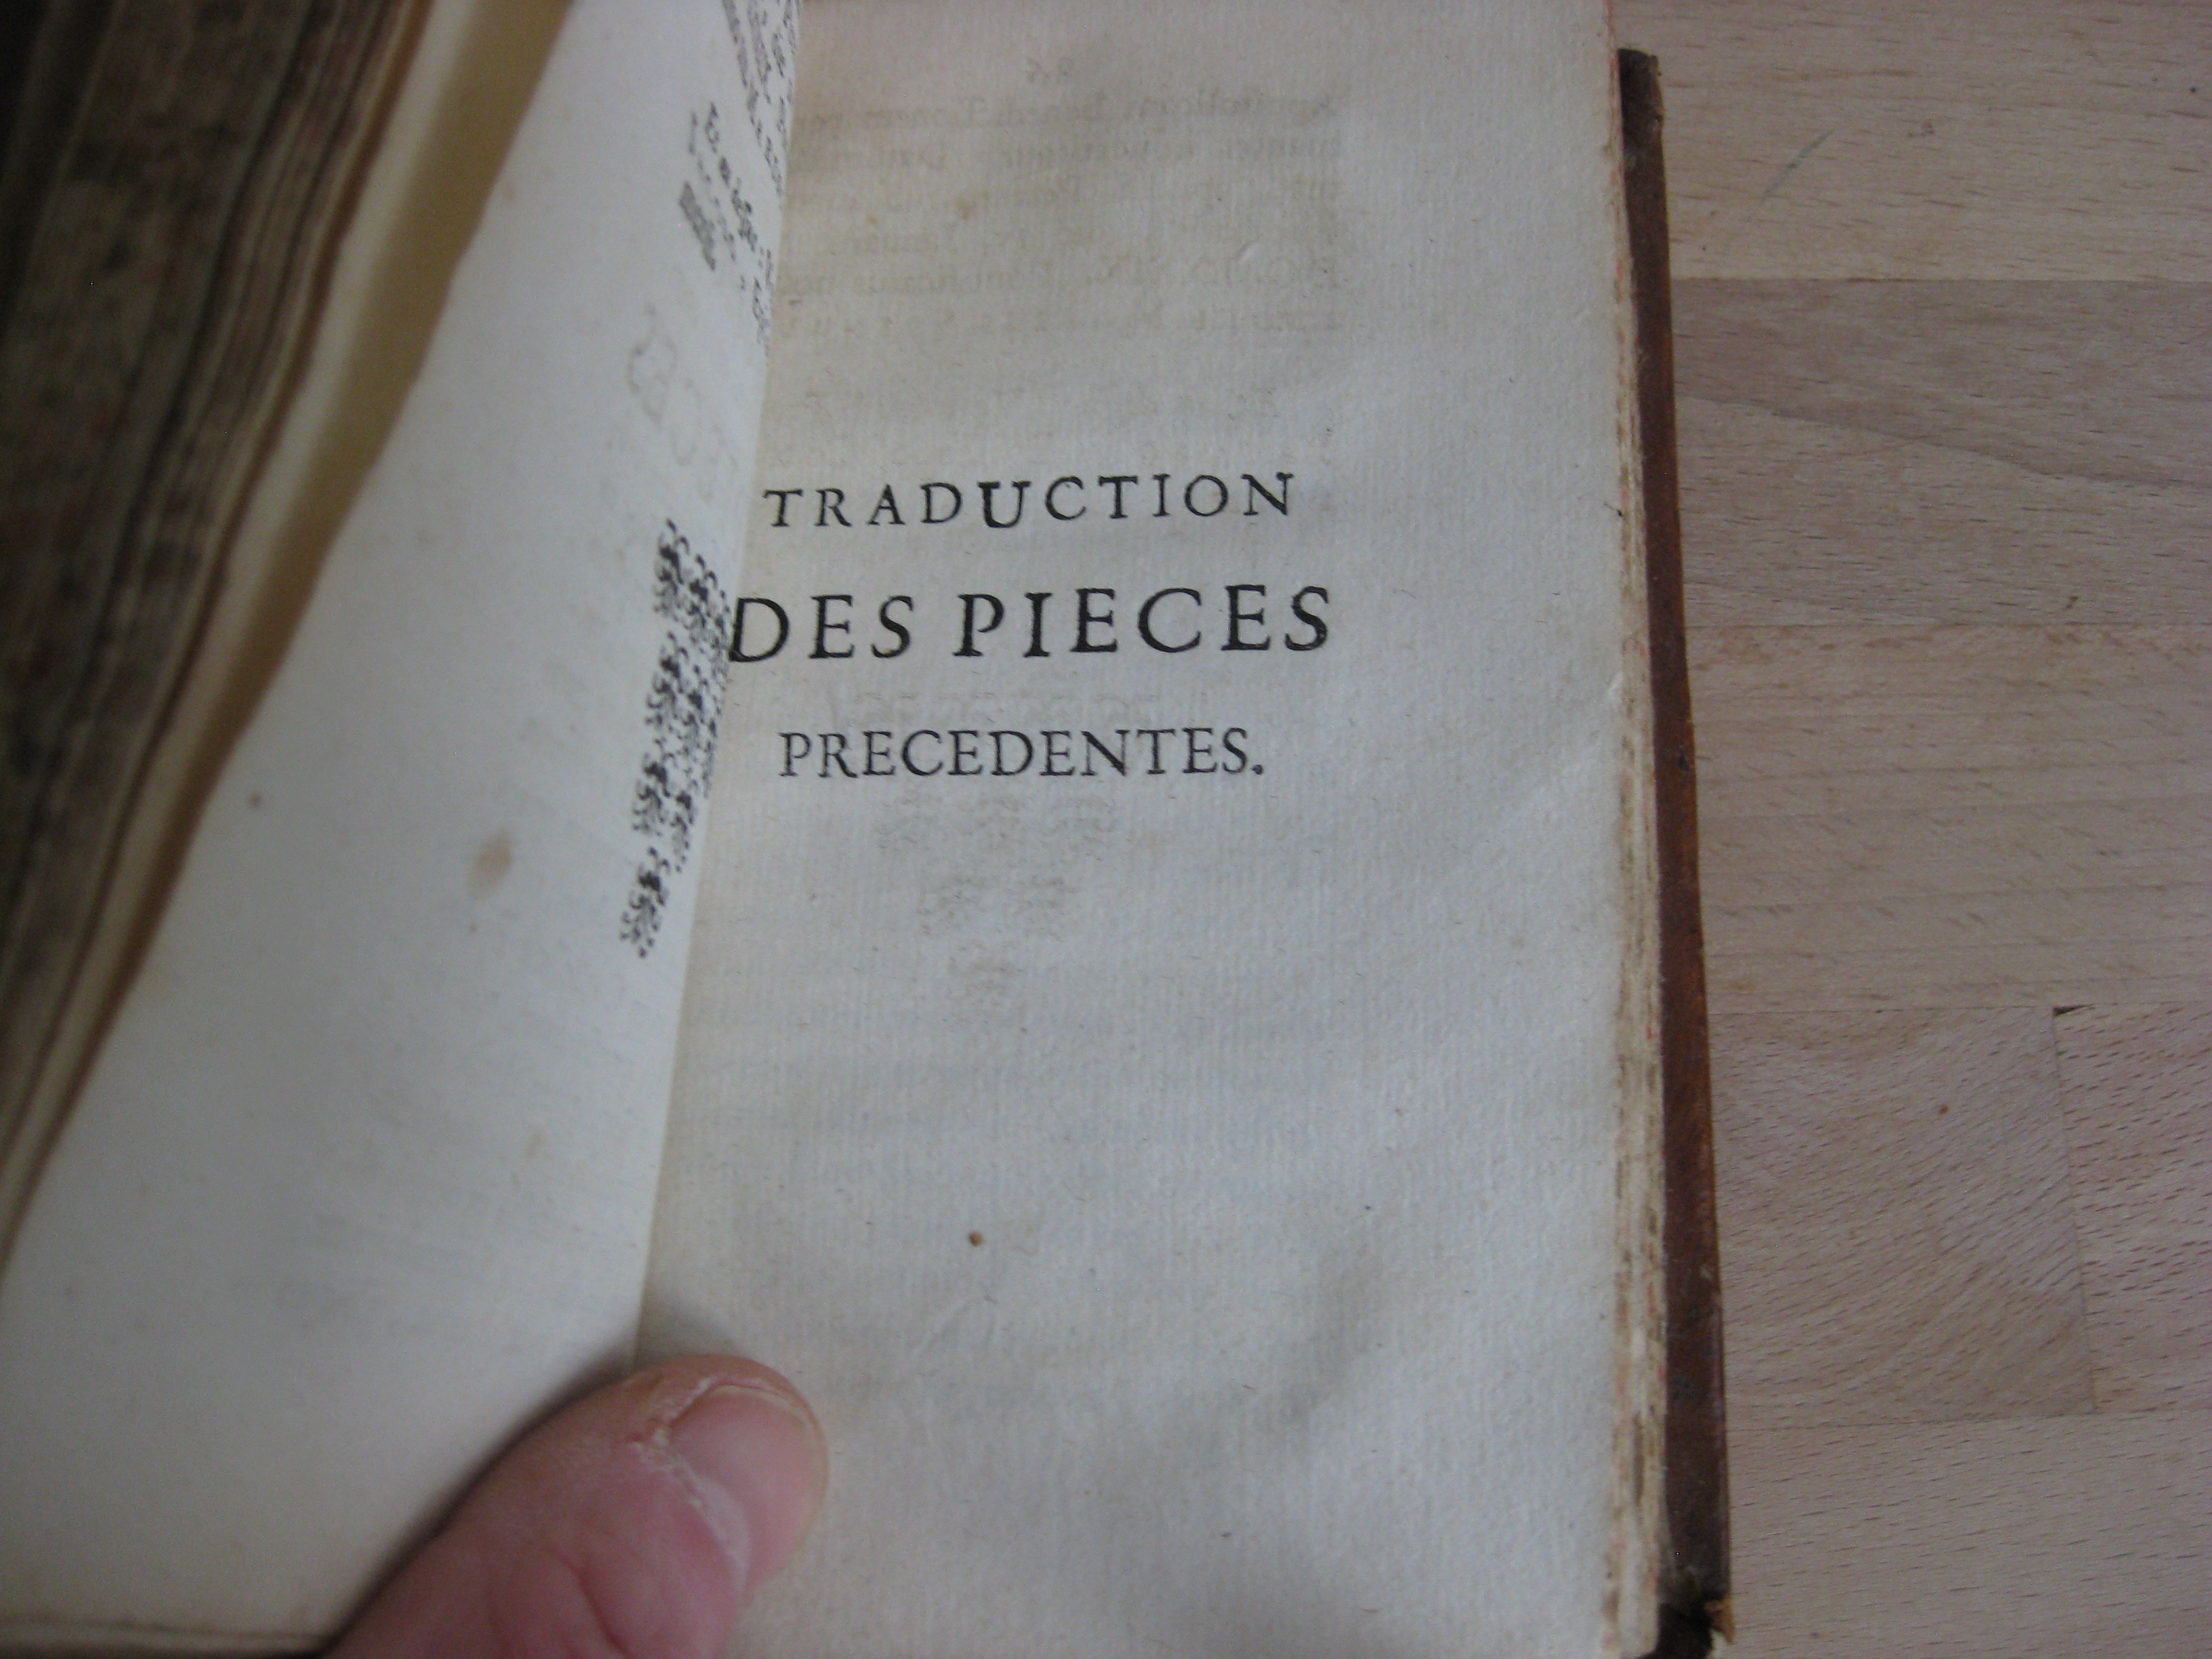 TRADUCTION
DES PIECES
PRECEDENTES.